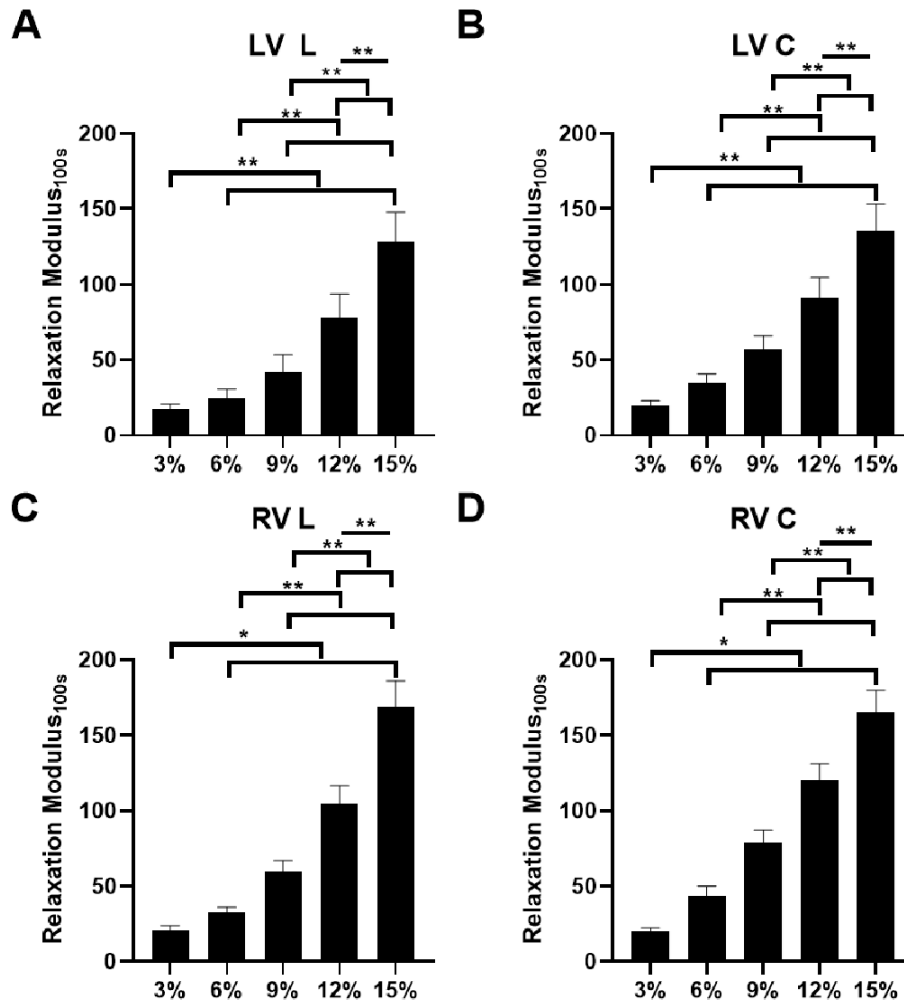 A
LV L
**
**
**
**
Relaxation Modulus100s
200
150
100
50
0
3% 6% 9% 12% 15%
B
LV C
**
**
**
**
Relaxation Modulus100s
200
150
100
50
0
3% 6% 9% 12% 15%
C
RV L
**
**
**
*
Relaxation Modulus100s
200
150
100
50
0
3% 6% 9% 12% 15%
D
RV C
**
**
**
*
Relaxation Modulus100s
200
150
100
50
0
3% 6% 9% 12% 15%